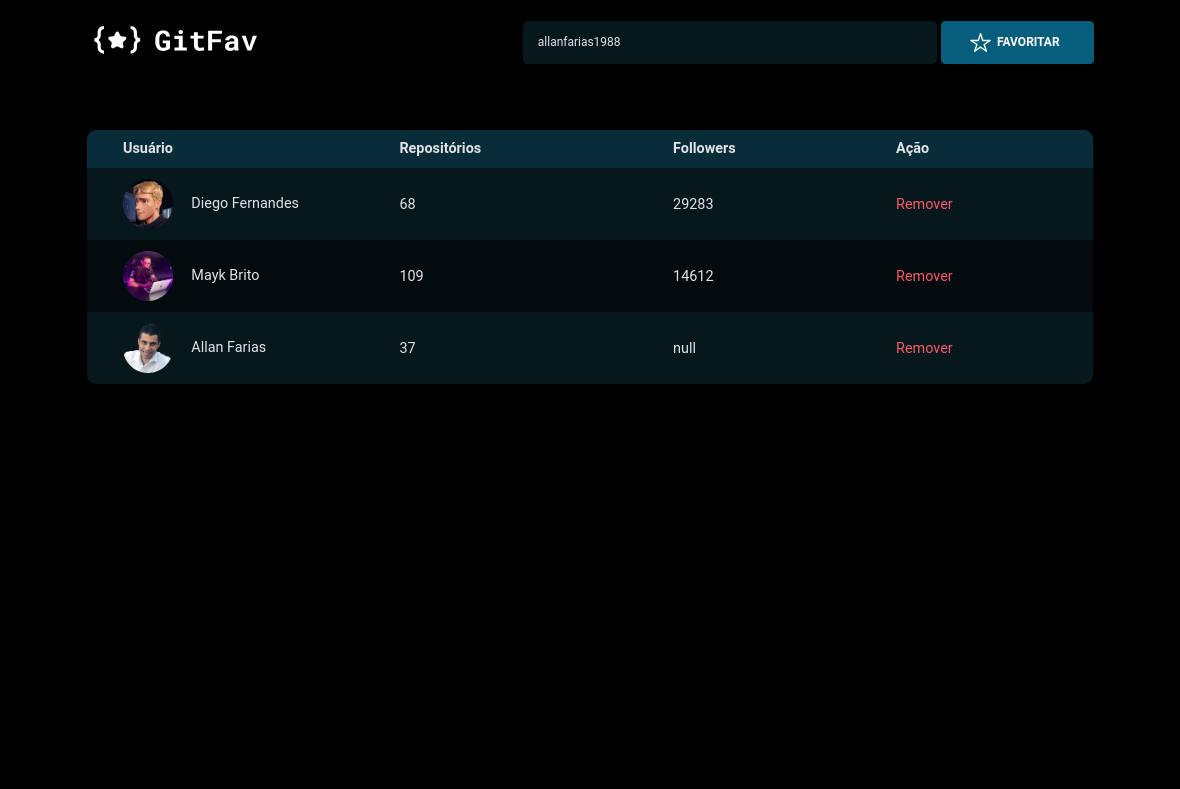 GitFav
allanfarias1988
FAVORITAR
Usuário Repositórios Followers Ação
Diego Fernandes 68 29283 Remover
Mayk Brito 109 14612 Remover
Allan Farias 37 null Remover